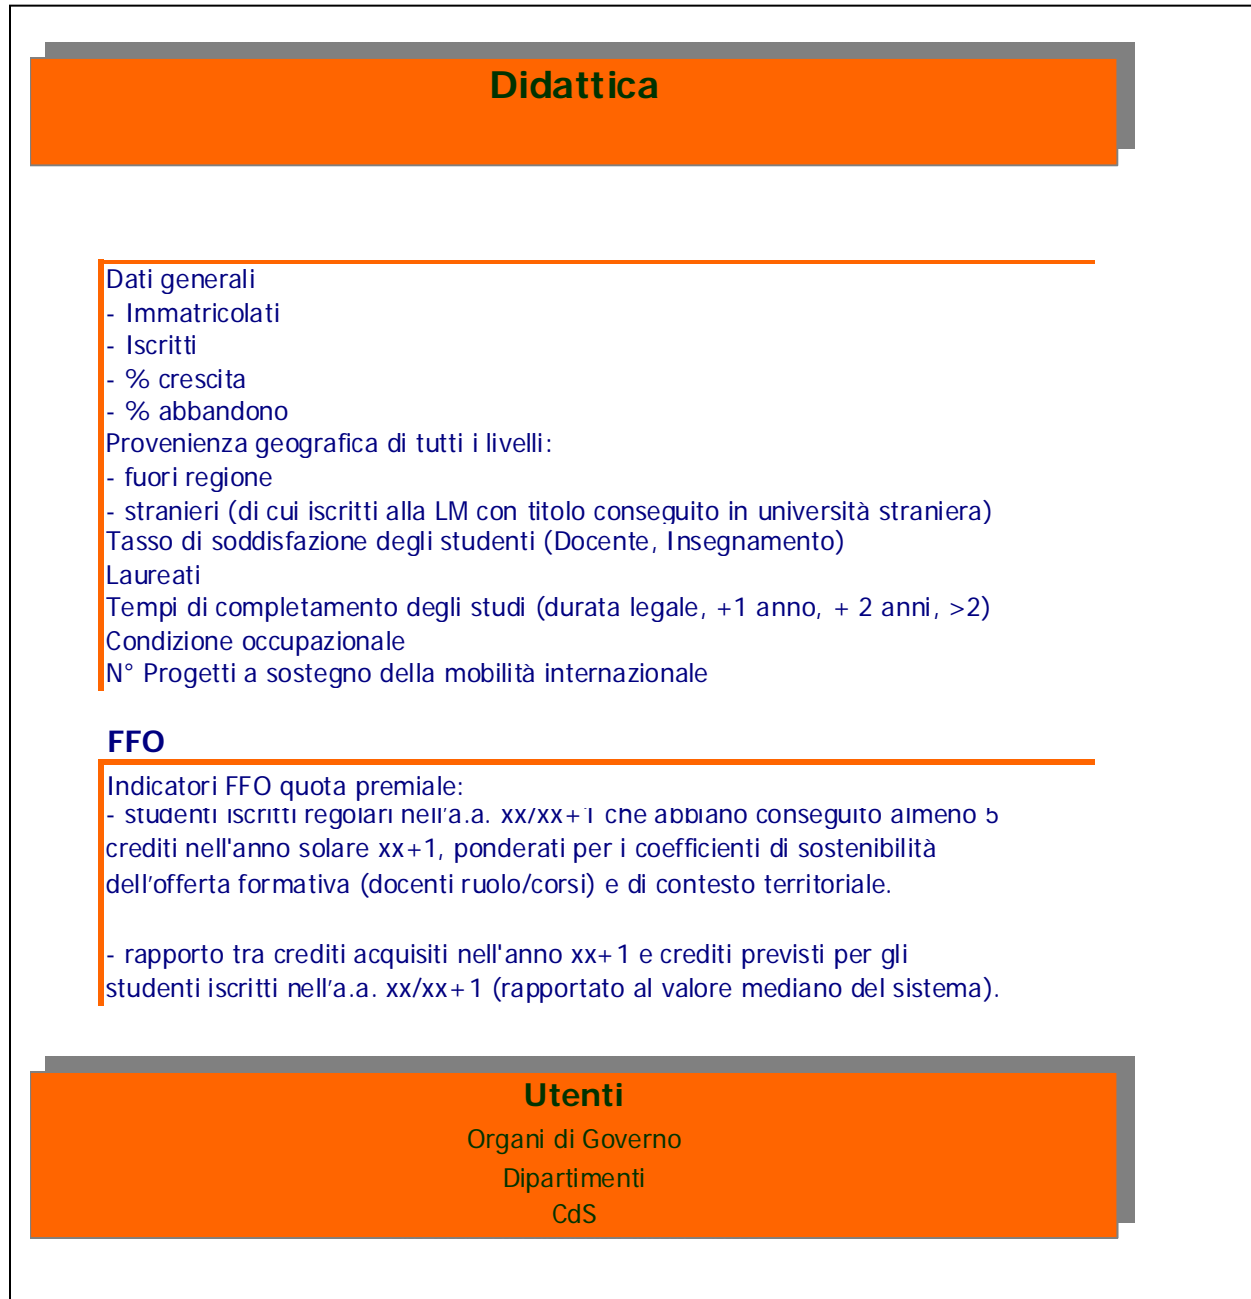 Didattica
Dati generali
- Immatricolati
- Iscritti
- % crescita
- % abbandono
Provenienza geografica di tutti i livelli:
- fuori regione
- stranieri (di cui iscritti alla LM con titolo conseguito in università straniera)
Tasso di soddisfazione degli studenti (Docente, Insegnamento)
Laureati
Tempi di completamento degli studi (durata legale, +1 anno, + 2 anni, >2)
Condizione occupazionale
N° Progetti a sostegno della mobilità internazionale
FFO
Indicatori FFO quota premiale:
- studenti iscritti regolari nell'a.a. xx/xx+1 che abbiano conseguito almeno 5
crediti nell'anno solare xx+1, ponderati per i coefficienti di sostenibilità
dell'offerta formativa (docenti ruolo/corsi) e di contesto territoriale.
- rapporto tra crediti acquisiti nell'anno xx+1 e crediti previsti per gli
studenti iscritti nell'a.a. xx/xx+1 (rapportato al valore mediano del sistema).
Utenti
Organi di Governo
Dipartimenti
CdS